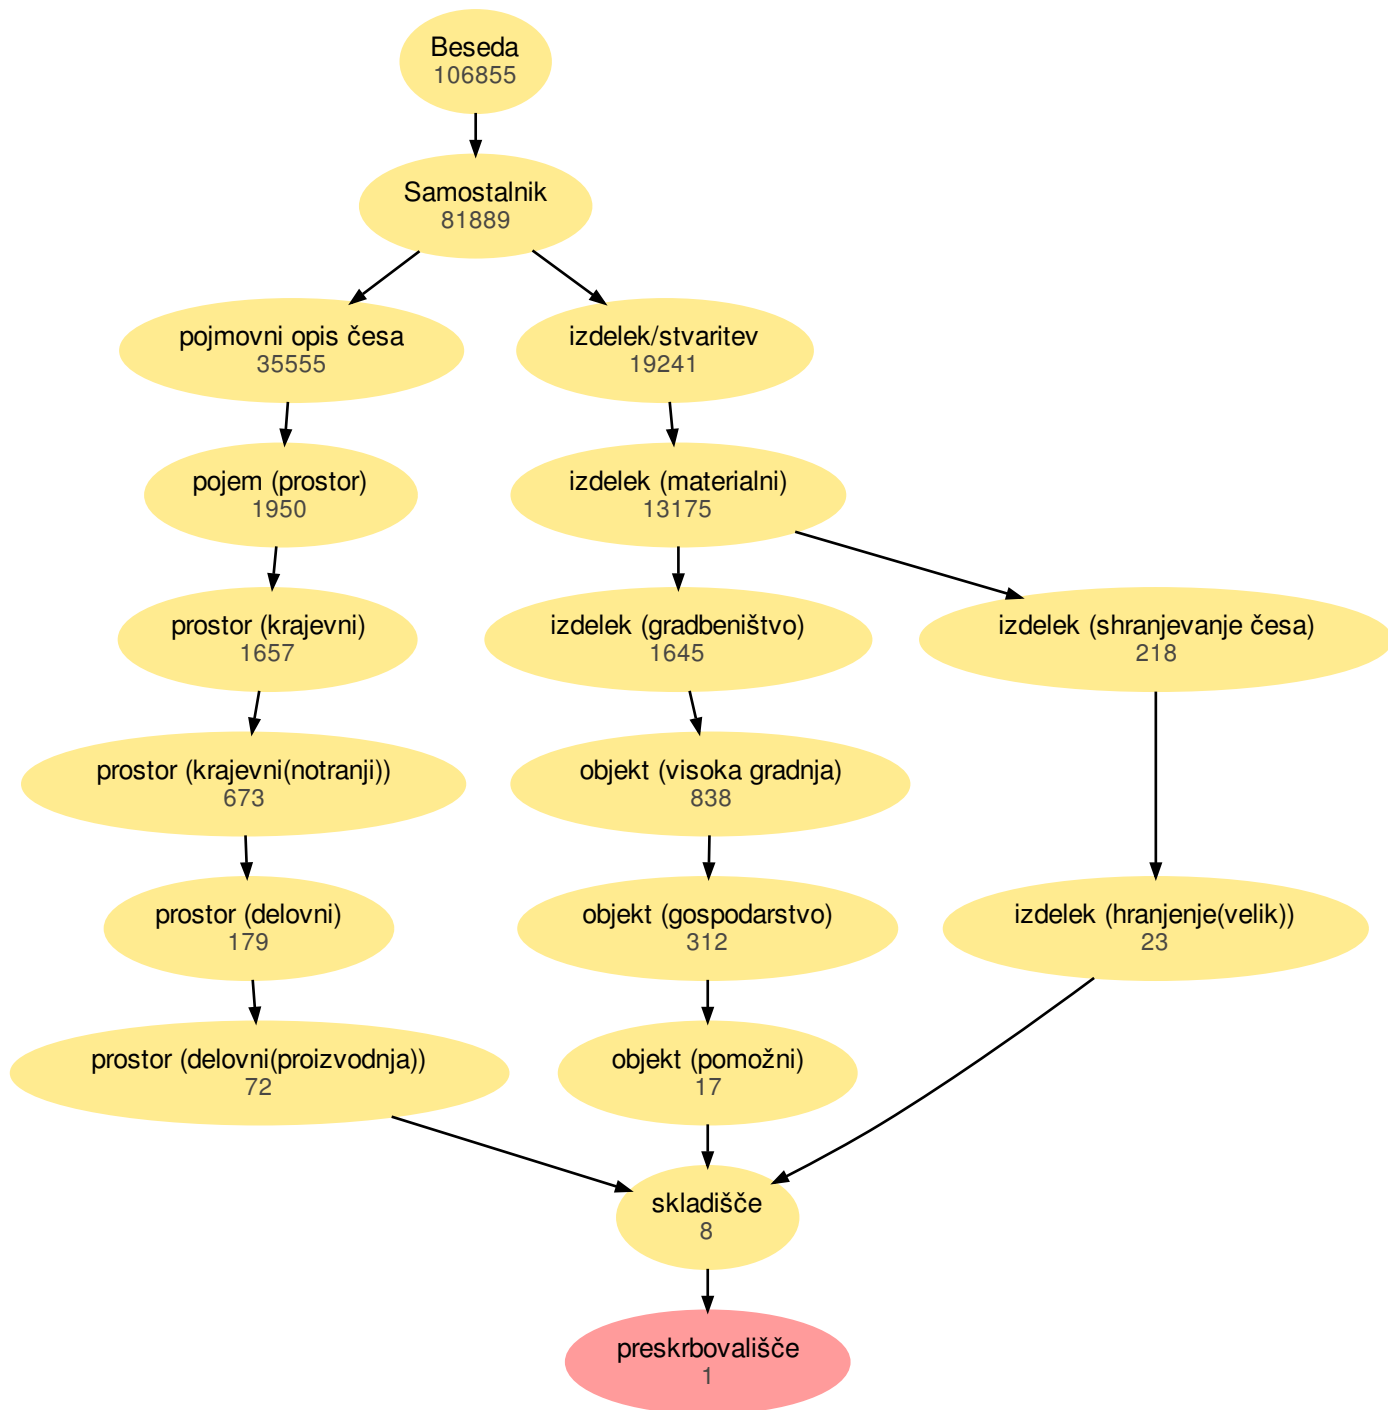 Beseda
106855
Samostalnik
81889
pojmovni opis česa
35555
izdelek/stvaritev
19241
pojem (prostor)
1950
izdelek (materialni)
13175
prostor (krajevni)
1657
izdelek (gradbeništvo)
1645
izdelek (shranjevanje česa)
218
prostor (krajevni(notranji))
673
objekt (visoka gradnja)
838
prostor (delovni)
179
objekt (gospodarstvo)
312
izdelek (hranjenje(velik))
23
prostor (delovni(proizvodnja))
72
objekt (pomožni)
17
skladišče
8
preskrbovališče
1